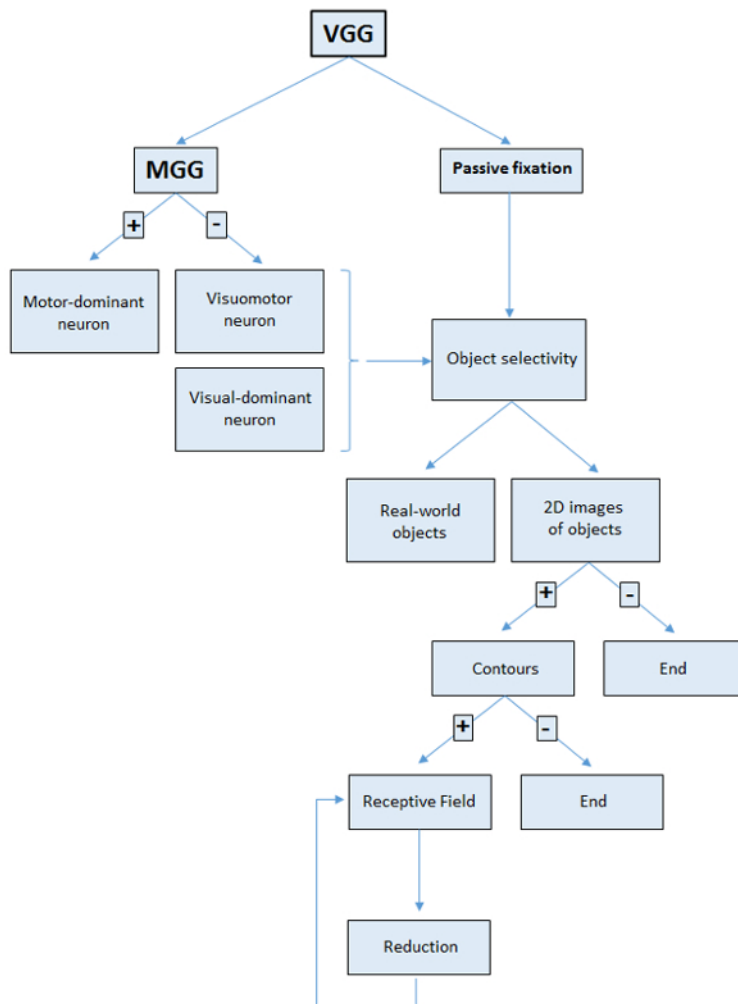 VGG
MGG
Passive fixation
+
-
Motor-dominant
neuron
Visuomotor
neuron
Visual-dominant
neuron
Object selectivity
Real-world
objects
2D images
of objects
+
-
Contours
End
+
-
Receptive Field
End
Reduction